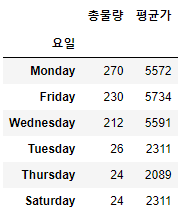 총물량 평균가
요일
Monday 270 5572
Friday 230 5734
Wednesday 212 5591
Tuesday 26 2311
Thursday 24 2089
Saturday 24 2311